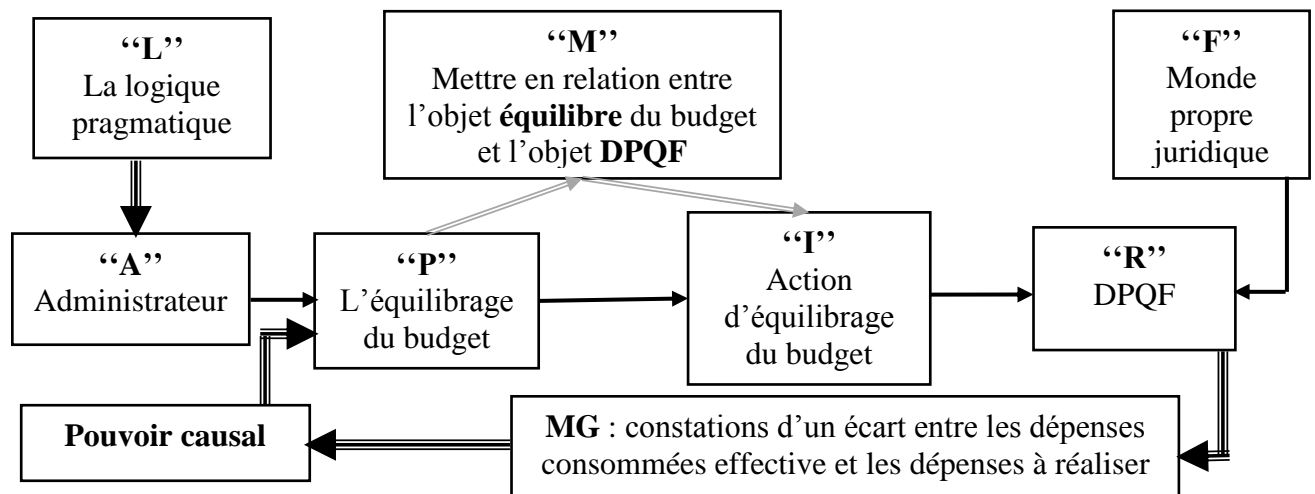 ‘‘L’’
La logique
pragmatique
‘‘M’’
Mettre en relation entre
l’objet équilibre du budget
et l’objet DPQF
‘‘F’’
Monde
propre
juridique
‘‘A’’
Administrateur
‘‘P’’
L’équilibrage
du budget
‘‘I’’
Action
d’équilibrage
du budget
‘‘R’’
DPQF
Pouvoir causal
MG : constations d’un écart entre les dépenses
consommées effective et les dépenses à réaliser